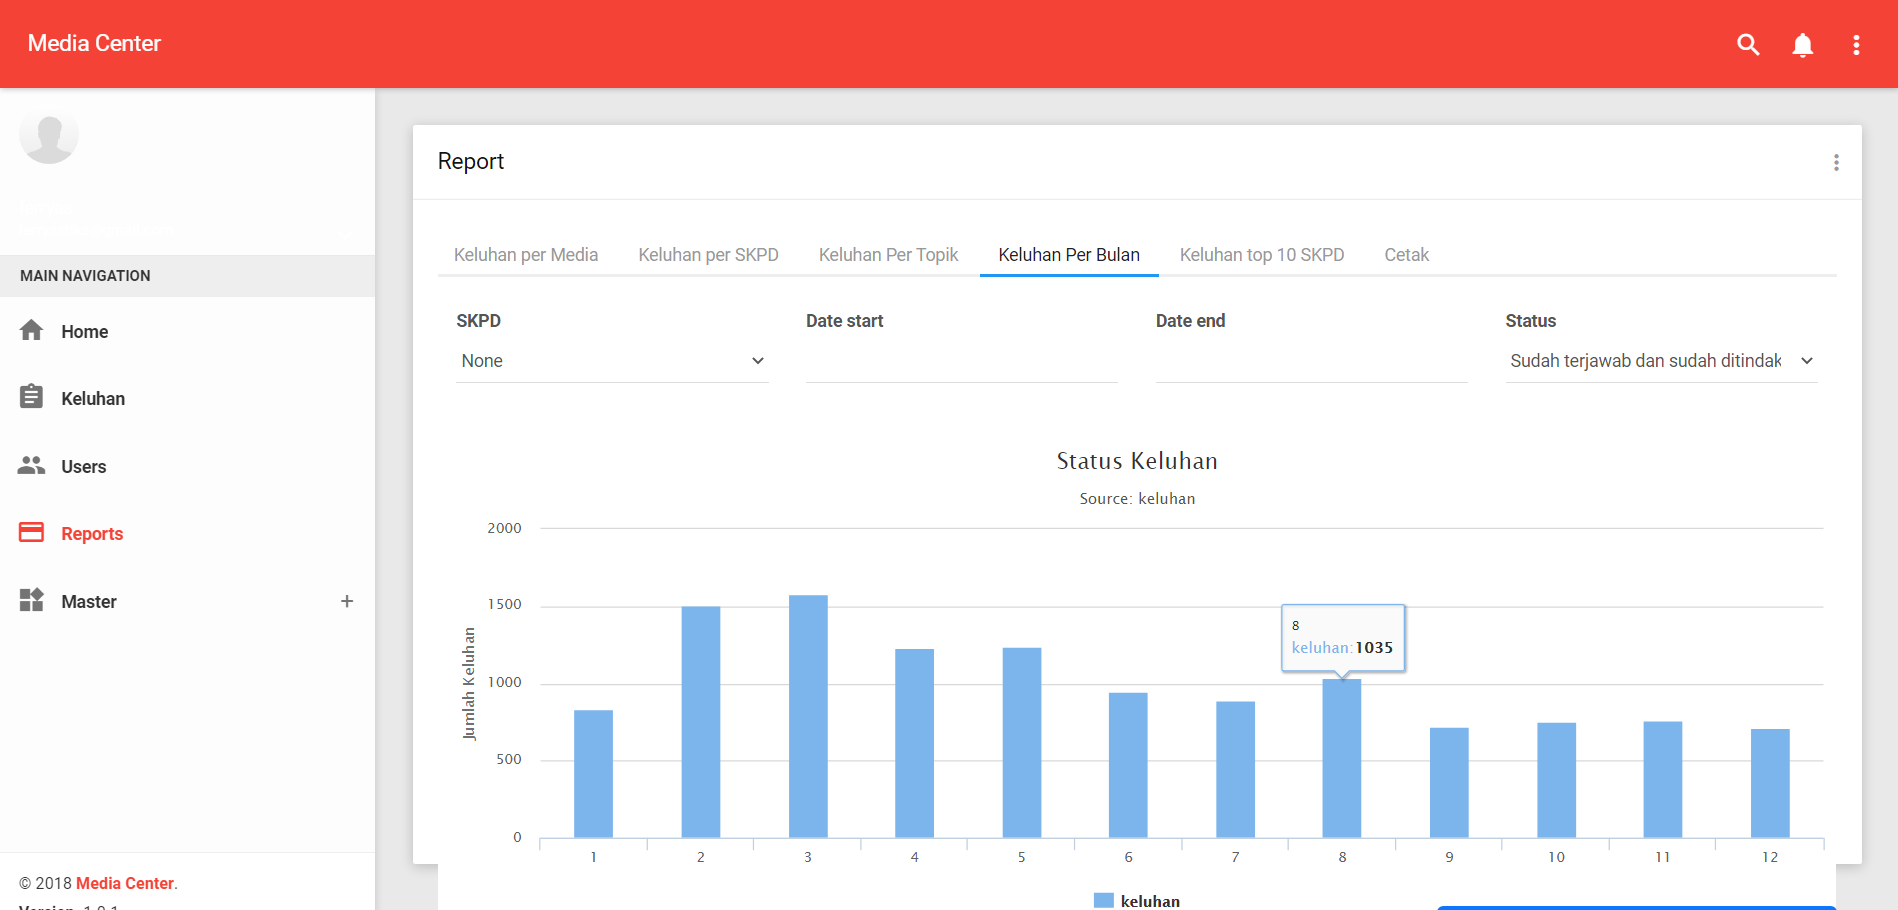 Media Center
Report
Keluhan per Media
Keluhan per SKPD
Keluhan Per Topik
Keluhan Per Bulan
Keluhan top 10 SKPD
Cetak
MAIN NAVIGATION
Home
Keluhan
Users
Reports
Master +
© 2018 Media Center.
SKPD
Date start
Date end
Status
None
Sudah terjawab dan sudah ditindak
Status Keluhan
Source: keluhan
Jumlah Keluhan
2000
1500
1000
500
0
8
keluhan: 1035
1 2 3 4 5 6 7 8 9 10 11 12
keluhan